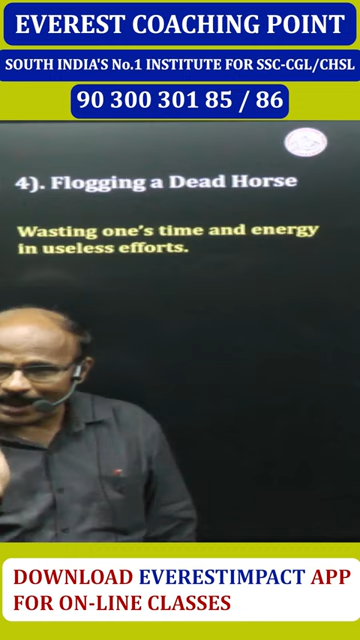 EVEREST COACHING POINT
SOUTH INDIA'S No.1 INSTITUTE FOR SSC-CGL/CHSL
90 300 301 85 / 86
4). Flogging a Dead Horse
Wasting one's time and energy
in useless efforts.
DOWNLOAD EVERESTIMPACT APP
FOR ON-LINE CLASSES